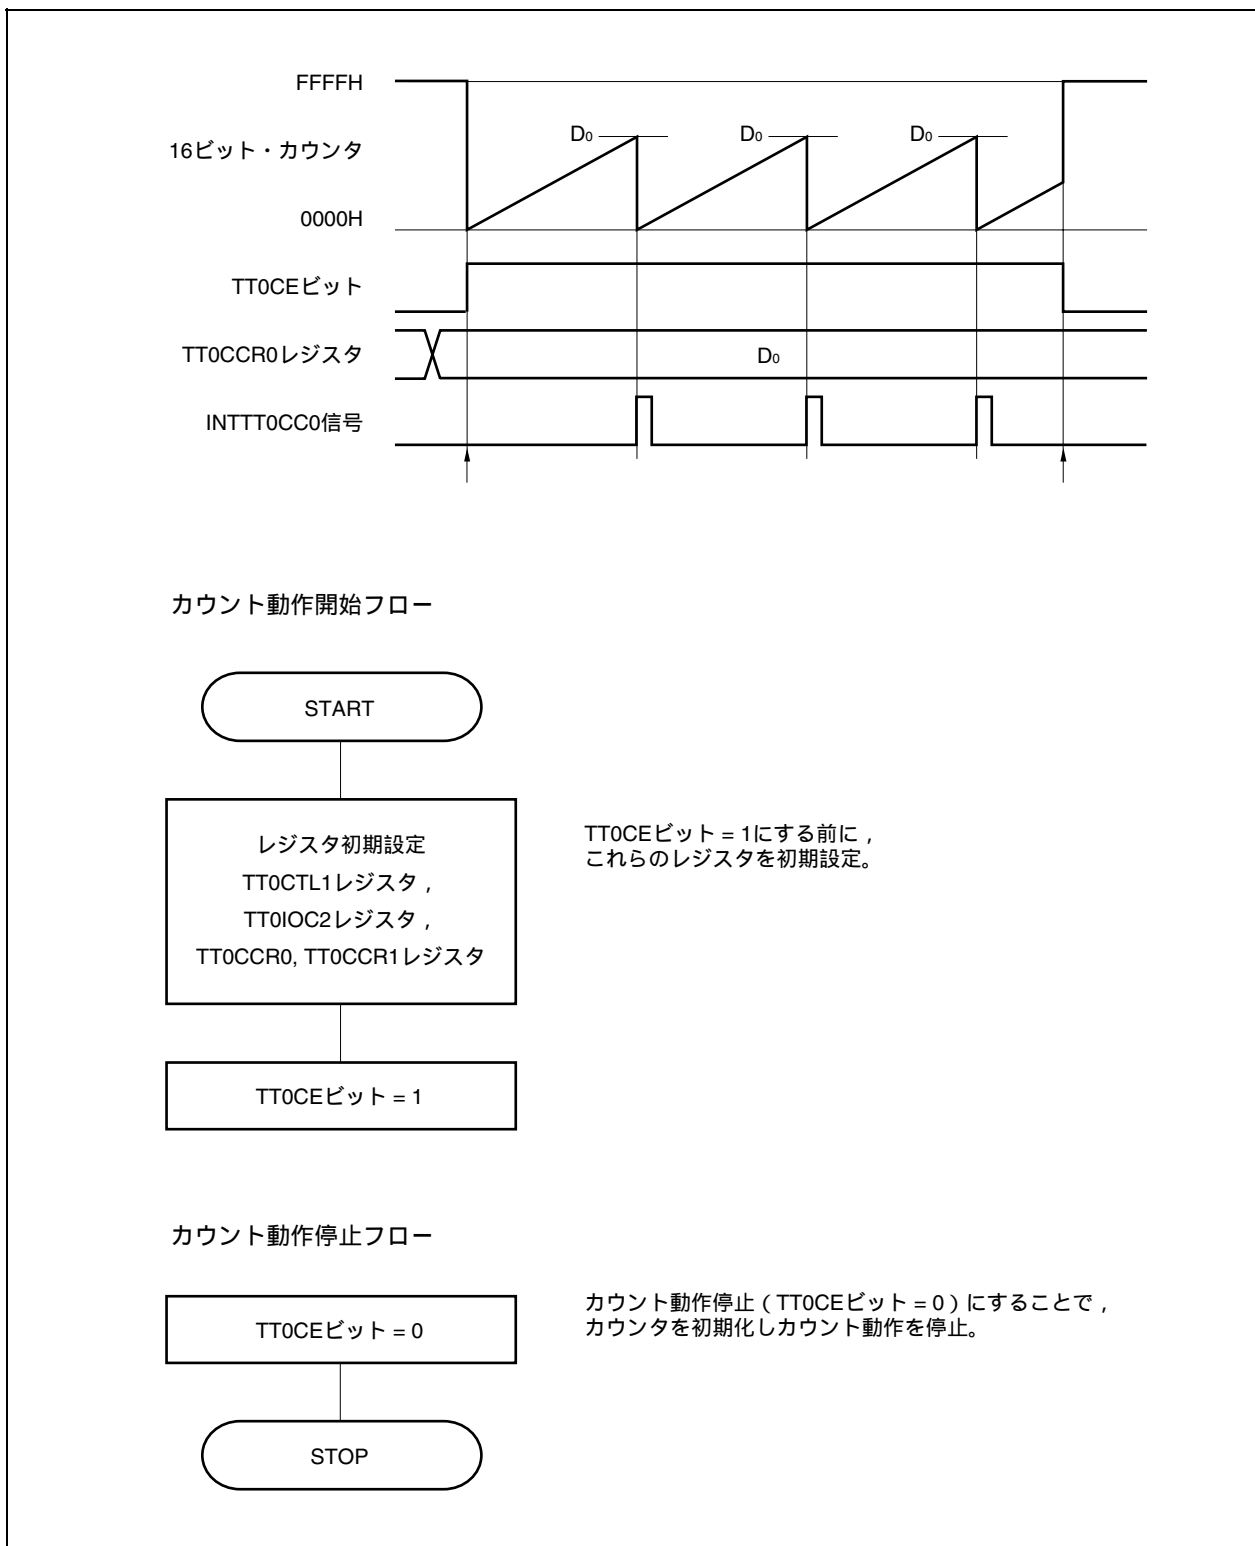 FFFFH
D0 D0 D0
16ビット・カウンタ
0000H
TT0CEビット
TT0CCR0レジスタ D0
INTTT0CC0信号
カウント動作開始フロー
START
レジスタ初期設定
TT0CTL1レジスタ，
TT0IOC2レジスタ，
TT0CCR0, TT0CCR1レジスタ
TT0CEビット = 1にする前に，
これらのレジスタを初期設定。
TT0CEビット = 1
カウント動作停止フロー
TT0CEビット = 0
カウント動作停止（TT0CEビット = 0）にすることで，
カウンタを初期化しカウント動作を停止。
STOP